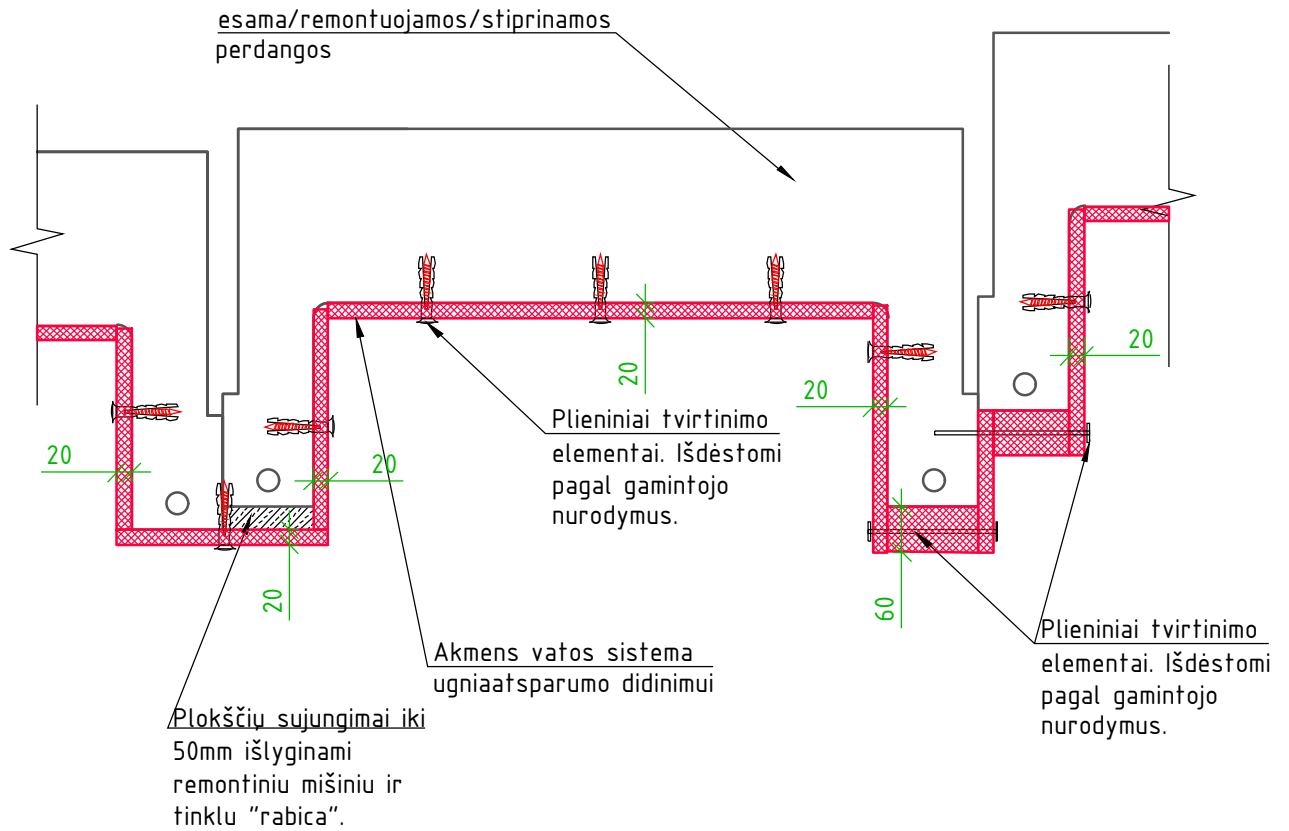 esama/remontuojamos/stiprinamos
perdangos
20
20
20
20
20
Plieniniai tvirtinimo
elementai. Išdėstomi
pagal gamintojo
nurodymus.
20
60
Akmens vatos sistema
ugniaatsparumo didinimui
Plieniniai tvirtinimo
elementai. Išdėstomi
pagal gamintojo
nurodymus.
Plokščių sujungimai iki
50mm išlyginami
remontiniu mišiniu ir
tinklu "rabica".